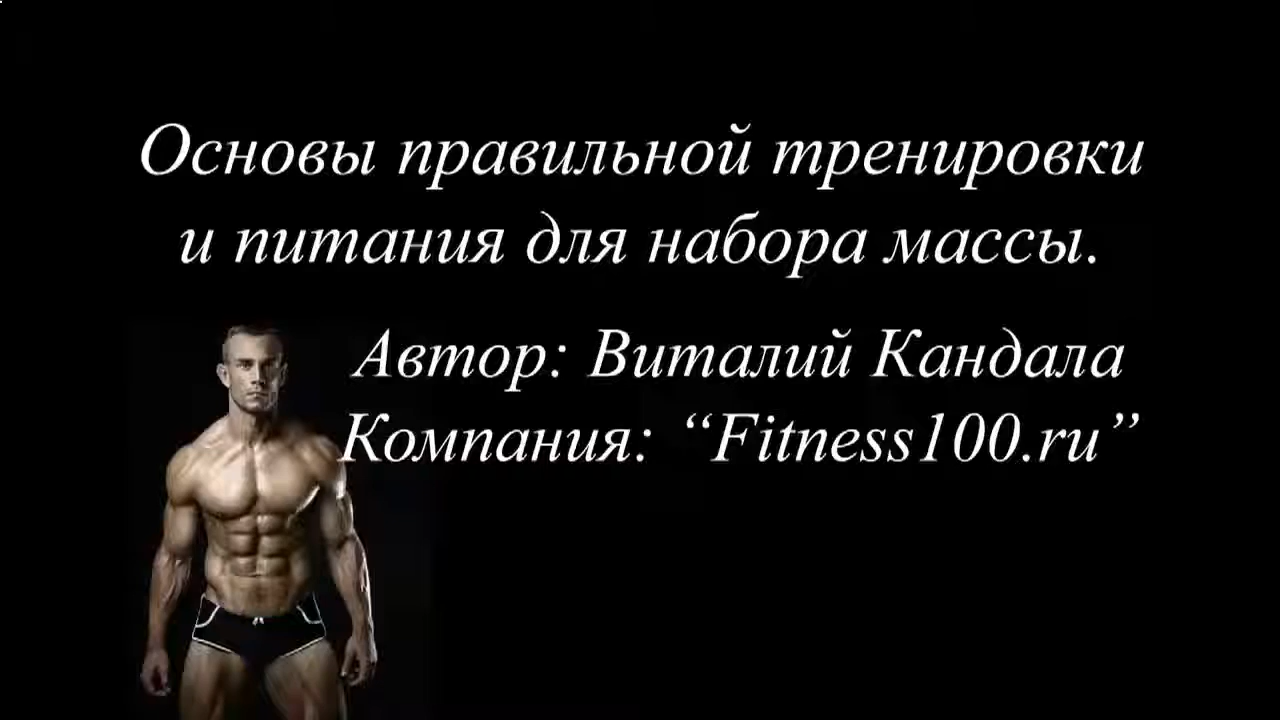 Основы правильной тренировки
и питания для набора массы.
Автор: Виталий Кандала
Компания: “Fitness100.ru”